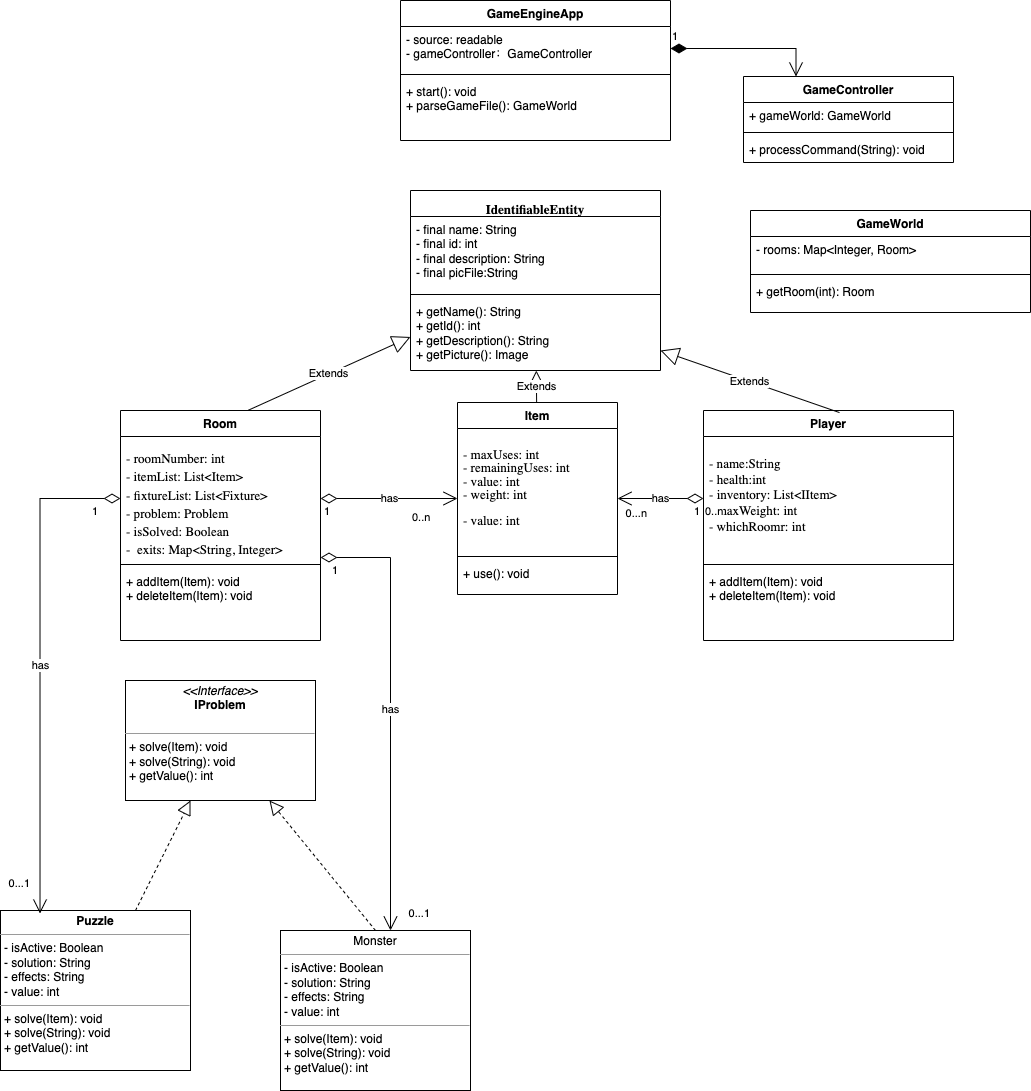 GameEngineApp
- source: readable
- gameController: GameController
+ start(): void
+ parseGameFile(): GameWorld
1
GameController
+ gameWorld: GameWorld
+ processCommand(String): void
IdentifiableEntity
- final name: String
- final id: int
- final description: String
- final picFile:String
+ getName(): String
+ getId(): int
+ getDescription(): String
+ getPicture(): Image
GameWorld
- rooms: Map<Integer, Room>
+ getRoom(int): Room
Extends
Extends
Extends
Room
- roomNumber: int
- itemList: List<Item>
- fixtureList: List<Fixture>
- problem: Problem
- isSolved: Boolean
- exits: Map<String, Integer>
+ addItem(Item): void
+ deleteItem(Item): void
1
1
has
0..n
1
Item
- maxUses: int
- remainingUses: int
- value: int
- weight: int
- value: int
+ use(): void
has
0...n
1
0..
Player
- name:String
- health:int
- inventory: List<IItem>
maxWeight: int
- whichRoomr: int
+ addItem(Item): void
+ deleteItem(Item): void
has
has
<<Interface>>
IProblem
+ solve(Item): void
+ solve(String): void
+ getValue(): int
0...1
0...1
Puzzle
- isActive: Boolean
- solution: String
- effects: String
- value: int
+ solve(Item): void
+ solve(String): void
+ getValue(): int
Monster
- isActive: Boolean
- solution: String
- effects: String
- value: int
+ solve(Item): void
+ solve(String): void
+ getValue(): int